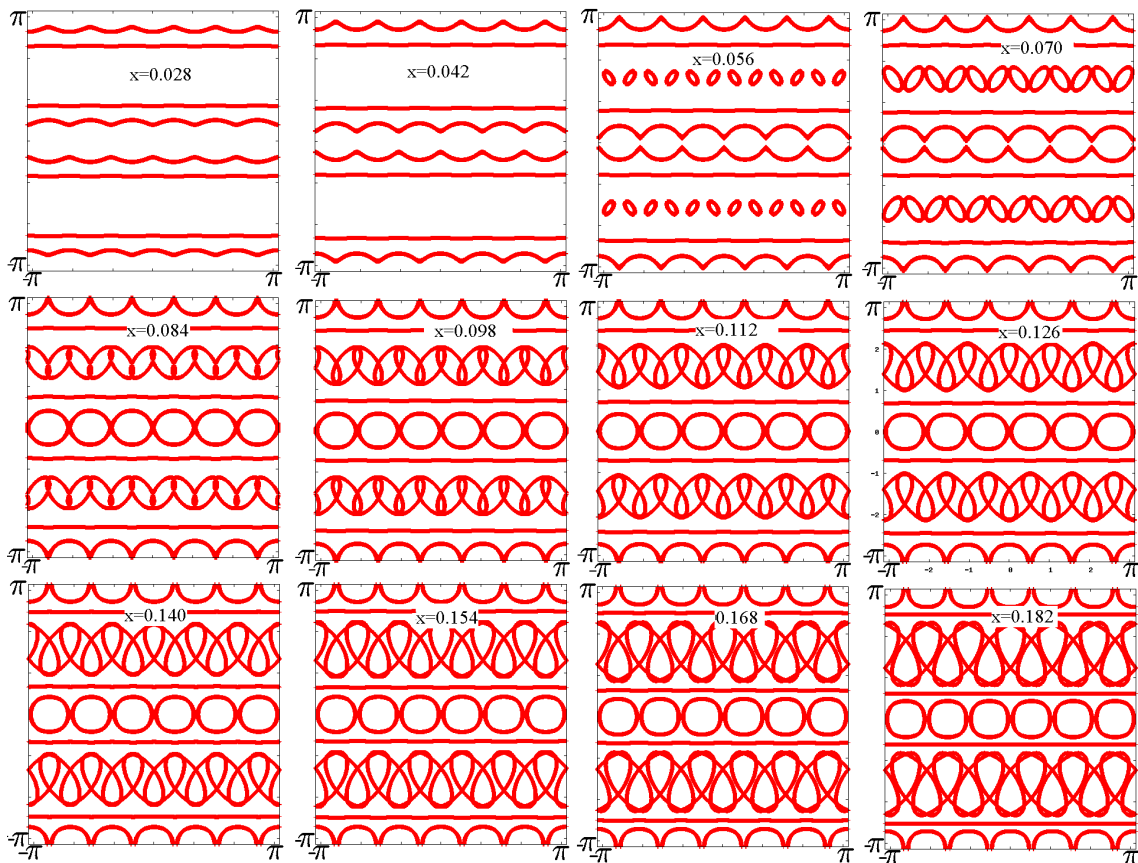 π π π π
x=0.028 x=0.042 x=0.056 x=0.070
-π -π -π -π
-π π -π π -π π -π π
π π π π
x=0.084 x=0.098 x=0.112 x=0.126
2
1
0
-1
-2
-π -π -π -π
-π π -π π -π π -π -2 -1 0 1 2 π
π π π π
x=0.140 x=0.154 0.168 x=0.182
-π -π -π -π
-π π -π π -π π -π π